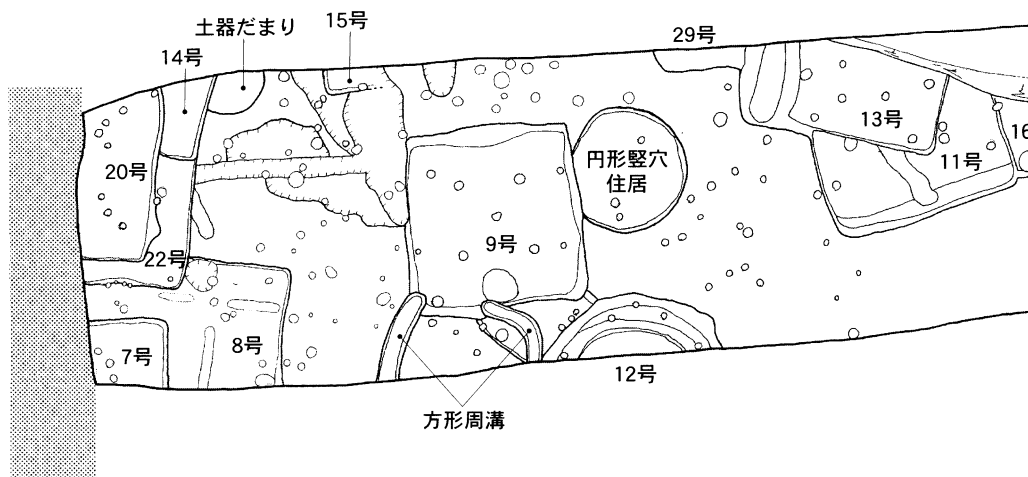 土器だまり
15号
14号
29号
13号
16
20号
円形竪穴
住居
11号
9号
22号
7号
8号
12号
方形周溝